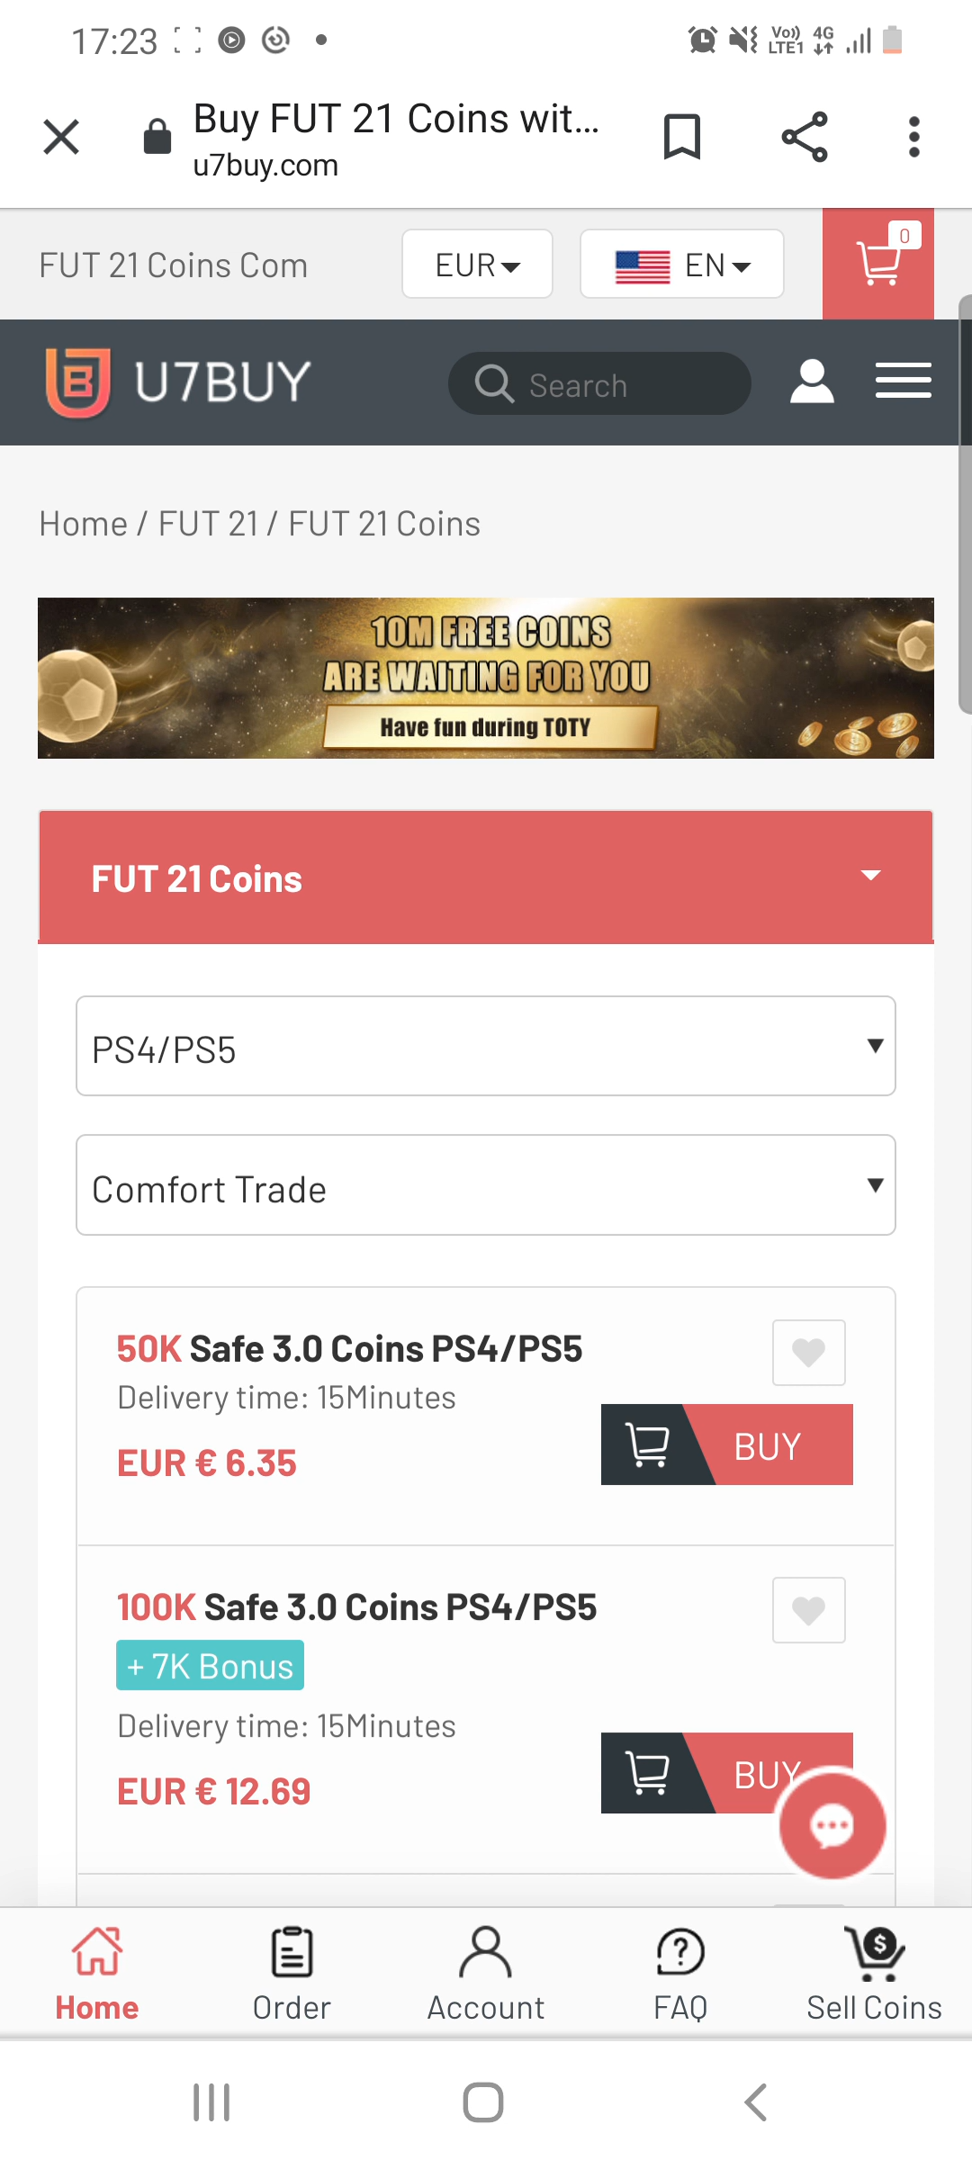 17:23
Vo)) LTE1 4G
Buy FUT 21 Coins wit...
u7buy.com
FUT 21 Coins Com
EUR
EN
0
U7BUY
Search
Home / FUT 21 / FUT 21 Coins
10M FREE COINS
ARE WAITING FOR YOU
Have fun during TOTY
FUT 21 Coins
PS4/PS5
Comfort Trade
50K Safe 3.0 Coins PS4/PS5
Delivery time: 15Minutes
EUR € 6.35
BUY
100K Safe 3.0 Coins PS4/PS5
+ 7K Bonus
Delivery time: 15Minutes
EUR € 12.69
BUY
Home
Order
Account
FAQ
Sell Coins